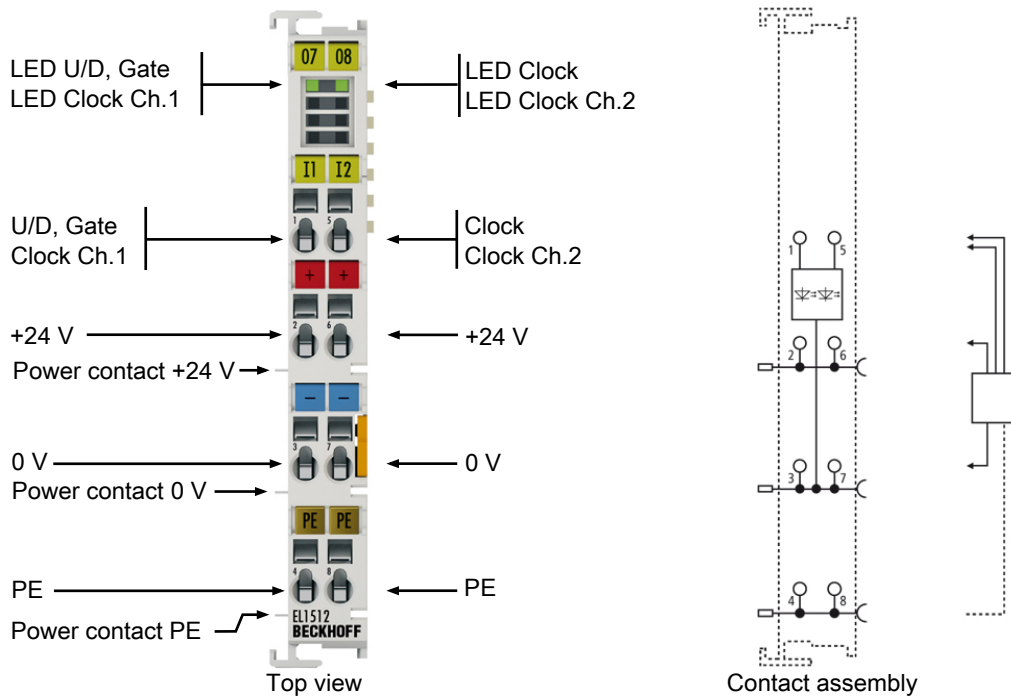 07 08
LED U/D, Gate
LED Clock Ch.1
LED Clock
LED Clock Ch.2
I1 I2
1 5
U/D, Gate
Clock Ch.1
Clock
Clock Ch.2
+ +
2 6
+24 V
+24 V
Power contact +24 V
− −
3 7
0 V
0 V
Power contact 0 V
PE PE
4 8
PE
PE
EL1512
BECKHOFF
Power contact PE
Top view
1 5
2 6
3 7
4 8
Contact assembly